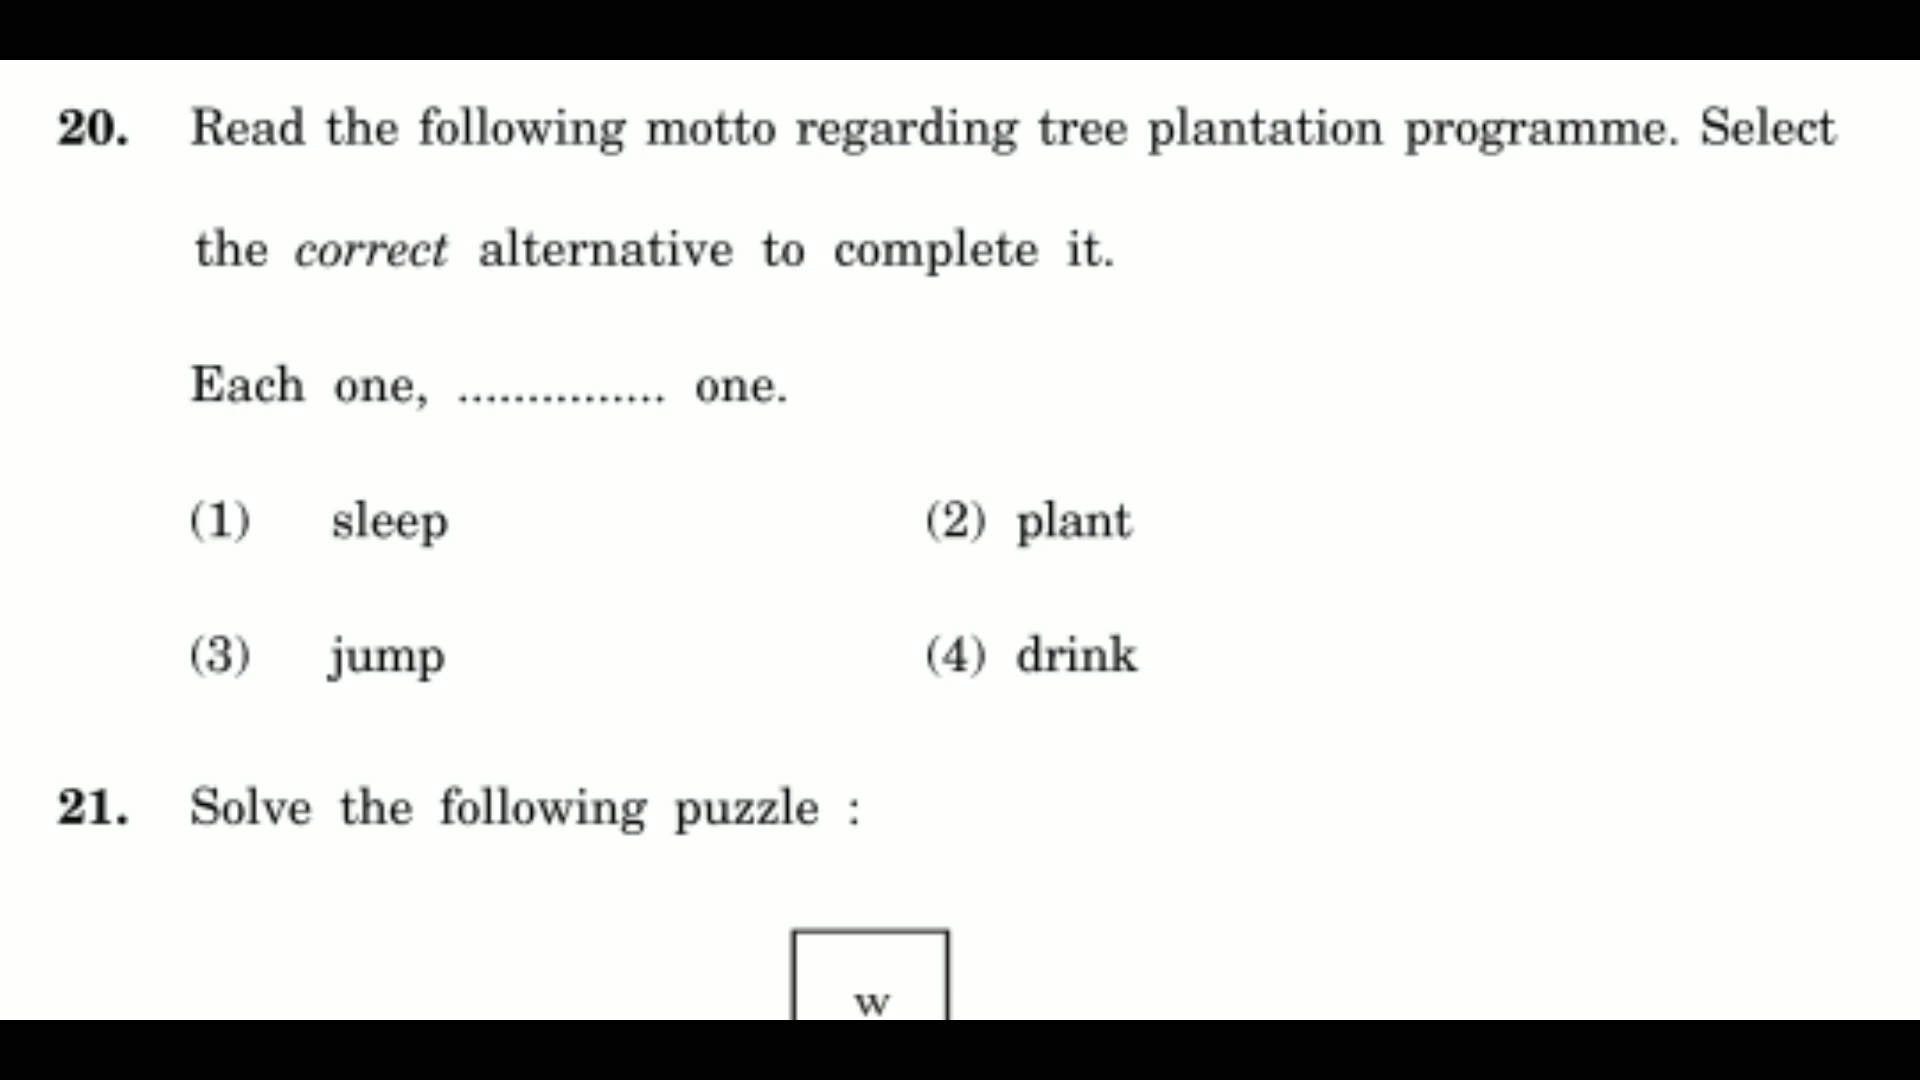 20. Read the following motto regarding tree plantation programme. Select
the correct alternative to complete it.
Each one, ............... one.
(1) sleep (2) plant
(3) jump (4) drink
21. Solve the following puzzle :
w